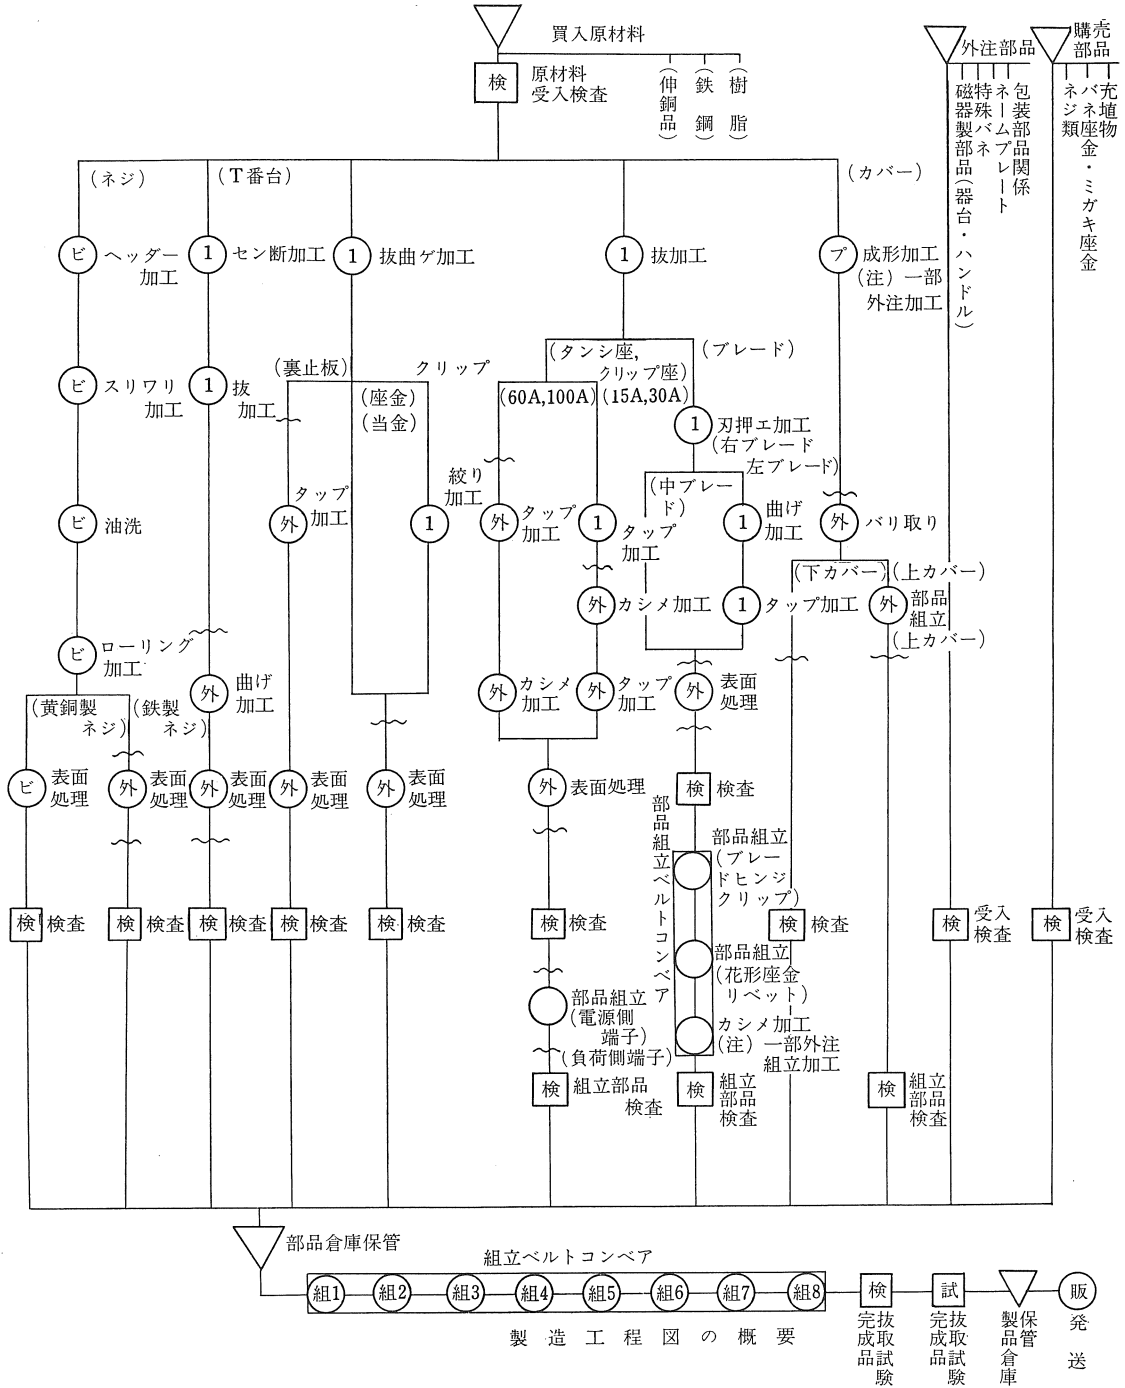 買入原材料
検
原材料
受入検査
(伸銅品)
(鉄鋼)
(樹脂)
外注部品
磁器製部品(器台・ハンドル)
特殊バネ
ネームプレート
包装部品関係
購売
部品
ネジ類
バネ座金・ミガキ座金
充填物
(ネジ)
(T番台)
(カバー)
ビ
ヘッダー
加工
1
セン断加工
1
抜曲ゲ加工
1
抜加工
プ
成形加工
(注)一部
外注加工
ビ
スリワリ
加工
1
抜
加工
(裏止板)
クリップ
(座金)
(当金)
(タンシ座,
クリップ座)
(ブレード)
(60A,100A)
(15A,30A)
1
刃押エ加工
(右ブレード
左ブレード)
ビ
油洗
外
タップ
加工
1
絞り
加工
外
タップ
加工
1
タップ
加工
(中ブレー
ド)
1
曲げ
加工
外
バリ取り
外
カシメ加工
1
タップ加工
(下カバー)
(上カバー)
外
部品
組立
(上カバー)
ビ
ローリング
加工
(黄銅製
ネジ)
(鉄製
ネジ)
外
曲げ
加工
外
カシメ
加工
外
タップ
加工
外
表面
処理
ビ
表面
処理
外
表面
処理
外
表面
処理
外
表面
処理
外
表面
処理
外
表面処理
検
検査
部品組立ベルトコンベア
部品組立
(ブレー
ドヒンジ
クリップ)
検
検査
検
検査
検
検査
検
検査
検
検査
検
検査
検
検査
検
受入
検査
検
受入
検査
部品組立
(花形座金
リベット)
部品組立
(電源側
端子)
(負荷側端子)
カシメ加工
(注)一部外注
組立加工
検
組立部品
検査
検
組立
部品
検査
検
組立
部品
検査
部品倉庫保管
組立ベルトコンベア
組1
組2
組3
組4
組5
組6
組7
組8
検
完成品
抜取試験
試
完成品
抜取試験
製品倉庫
保管
販
発送
製造工程図の概要